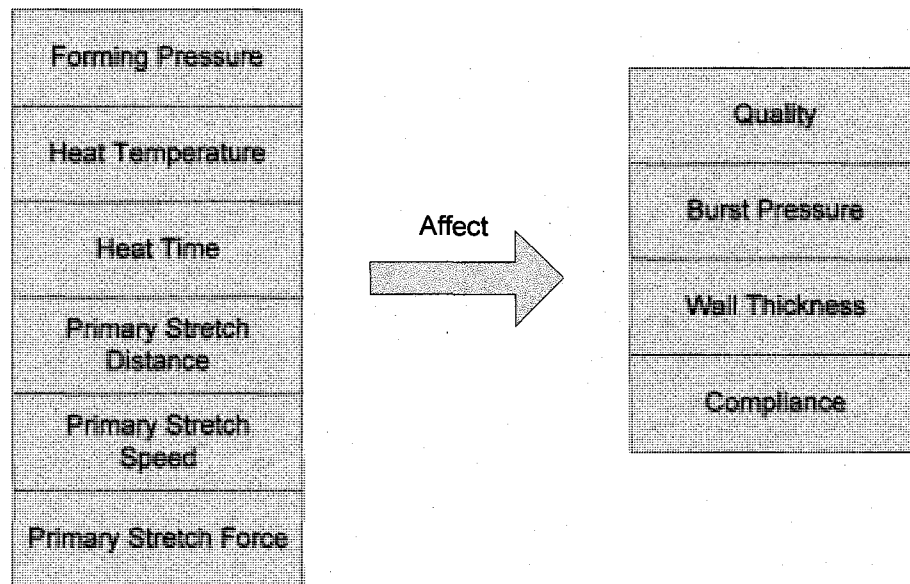 Forming Pressure
Heat Temperature
Heat Time
Primary Stretch
Distance
Primary Stretch
Speed
Primary Stretch Force
Affect
Quality
Burst Pressure
Wall Thickness
Compliance